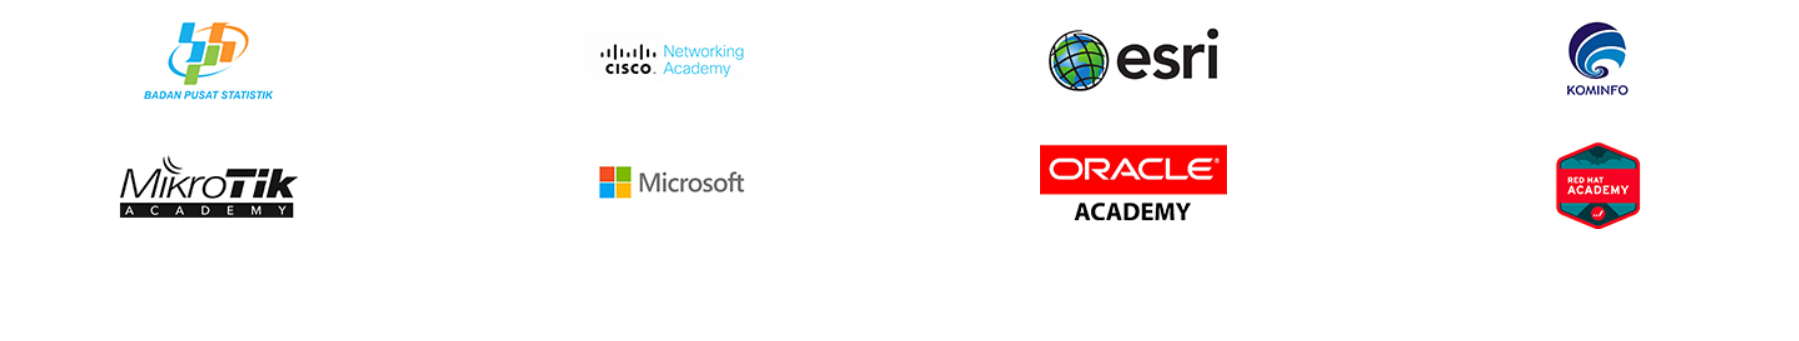 BADAN PUSAT STATISTIK
CISCO. Networking
Academy
esri
KOMINFO
MikroTik
ACADEMY
Microsoft
ORACLE®
ACADEMY
RED HAT
ACADEMY